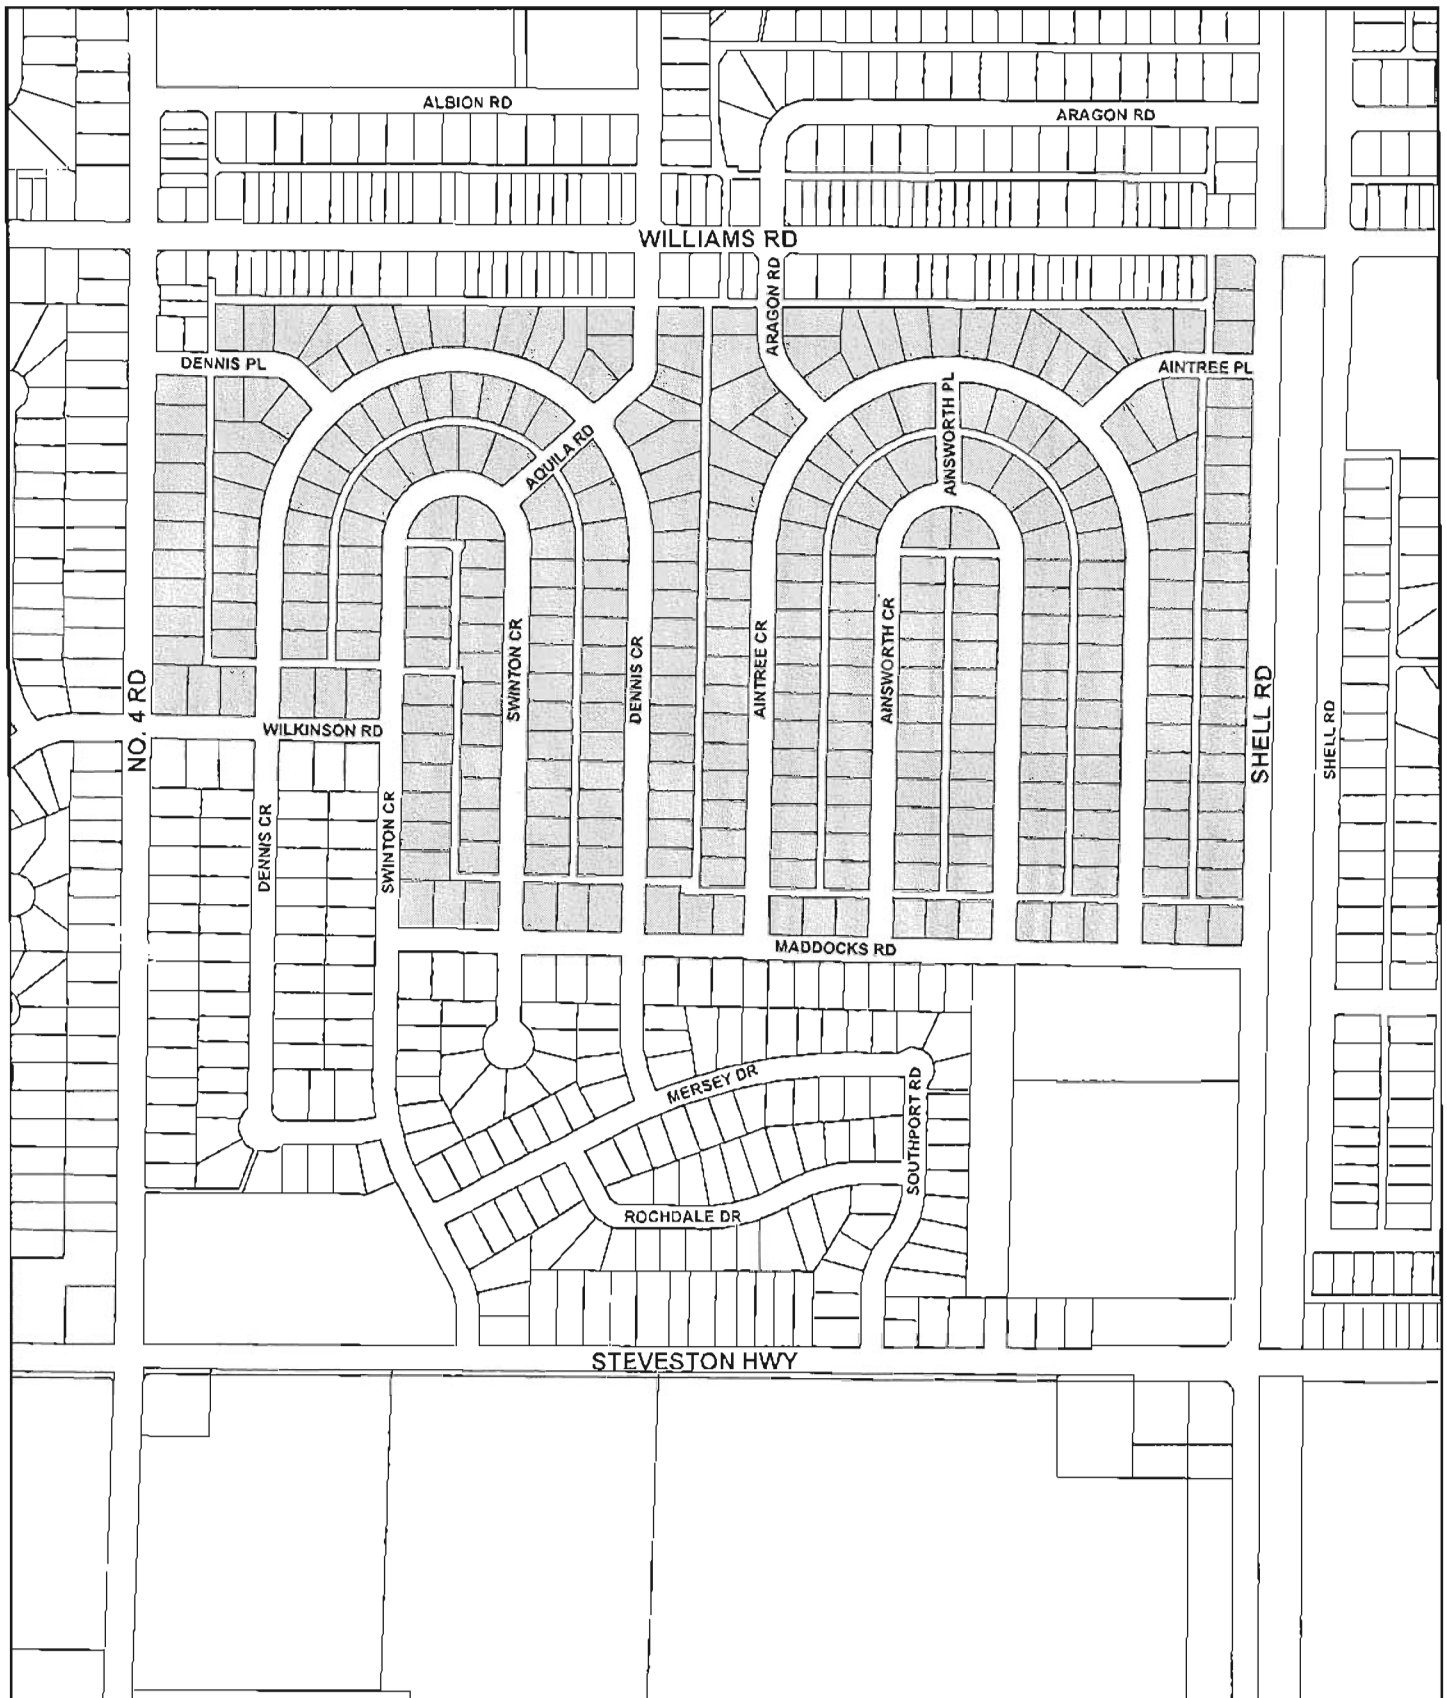 ALBION RD
ARAGON RD
WILLIAMS RD
ARAGON RD
DENNIS PL
AINTREE PL
AINSWORTH PL
AQUILA RD
SWINTON CR
DENNIS CR
AINTREE CR
AINSWORTH CR
NO. 4 RD
WILKINSON RD
SHELL RD
SHELL RD
DENNIS CR
SWINTON CR
MADDOCKS RD
MERSEY DR
SOUTHPORT RD
ROCHDALE DR
STEVESTON HWY